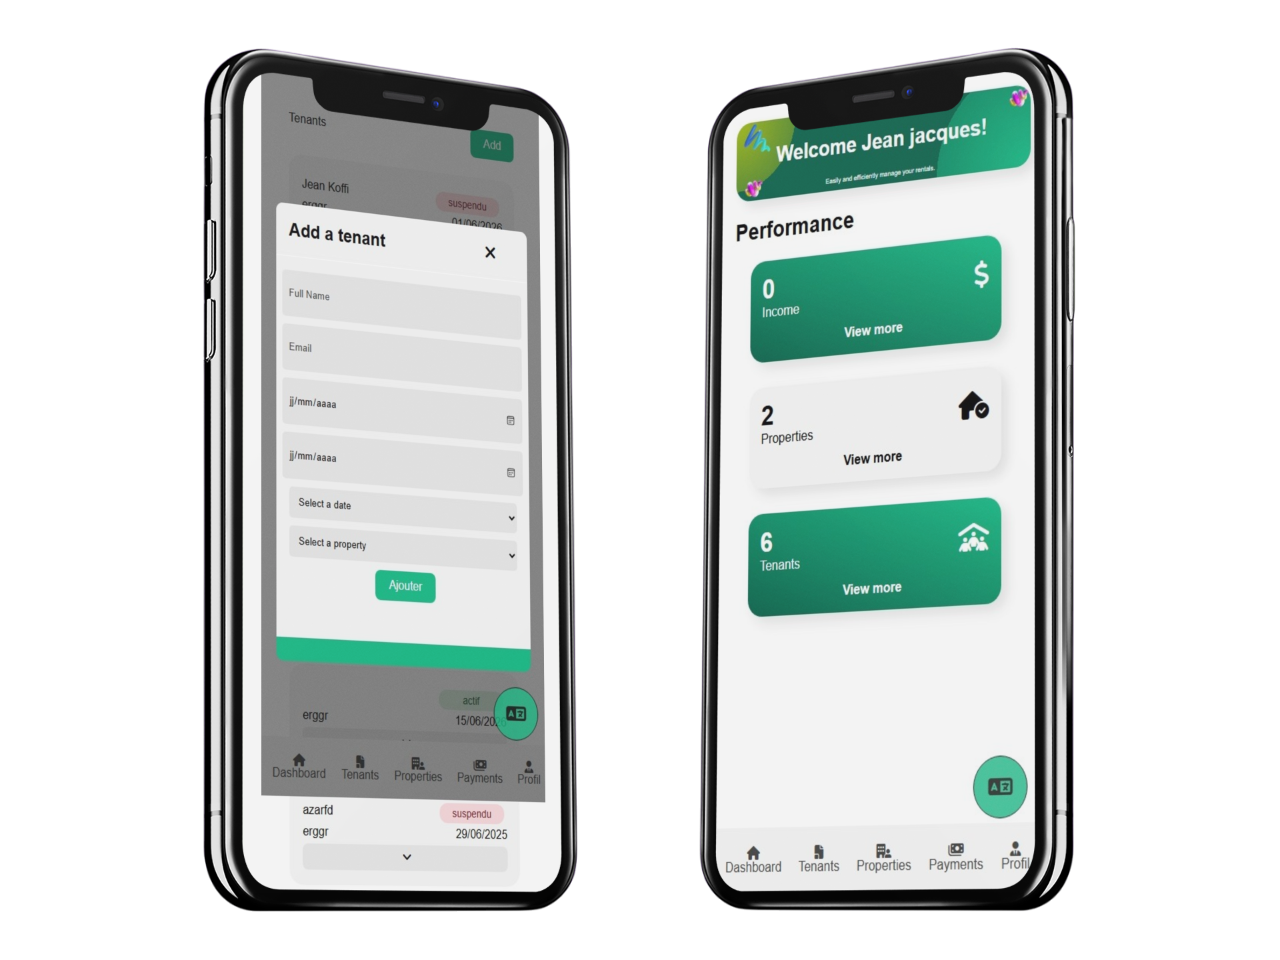 Tenants
Add
Jean Koffi
suspendu
erggr
01/06/2026
Add a tenant
Full Name
Email
jj/mm/aaaa
jj/mm/aaaa
Select a date
Select a property
Ajouter
actif
erggr
15/06/20
Dashboard Tenants Properties Payments Profil
azarfd
suspendu
erggr
29/06/2025
Welcome Jean jacques!
Easily and efficiently manage your rentals.
Performance
0
$
Income
View more
2
Properties
View more
6
Tenants
View more
A Z
Dashboard Tenants Properties Payments Profil